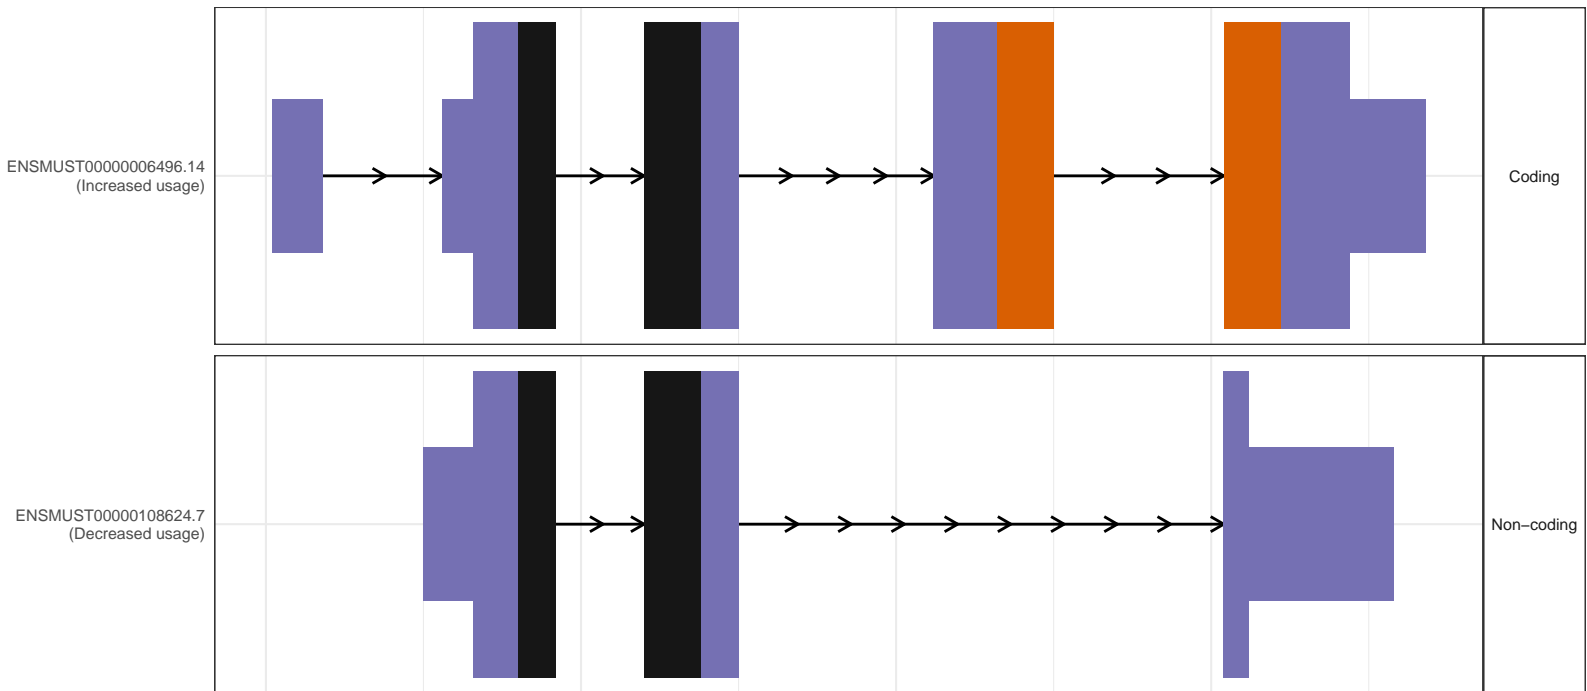 ENSMUST00000006496.14
(Increased usage)
Coding
ENSMUST00000108624.7
(Decreased usage)
Non−coding